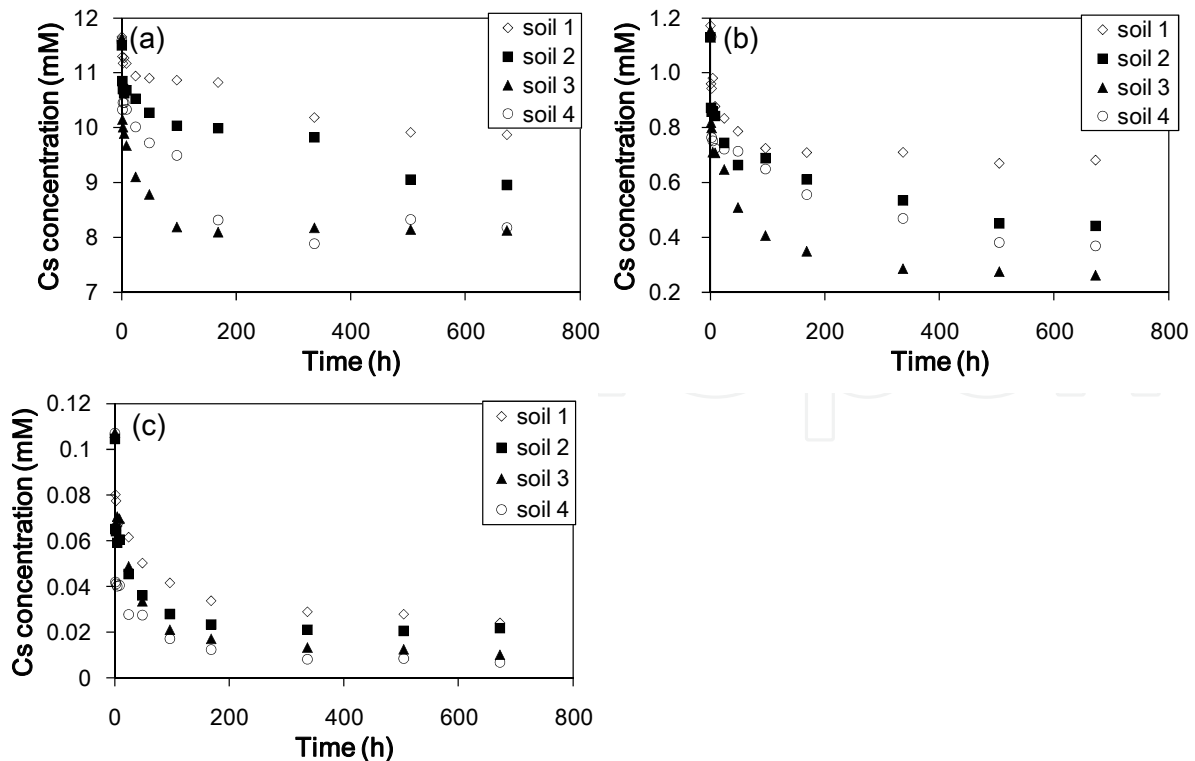 12
11
10
9
8
7
Cs concentration (mM)
(a)
soil 1
soil 2
soil 3
soil 4
0
200
400
600
800
Time (h)
1.2
1.0
0.8
0.6
0.4
0.2
Cs concentration (mM)
(b)
soil 1
soil 2
soil 3
soil 4
0
200
400
600
800
Time (h)
0.12
0.1
0.08
0.06
0.04
0.02
0
Cs concentration (mM)
(c)
soil 1
soil 2
soil 3
soil 4
0
200
400
600
800
Time (h)